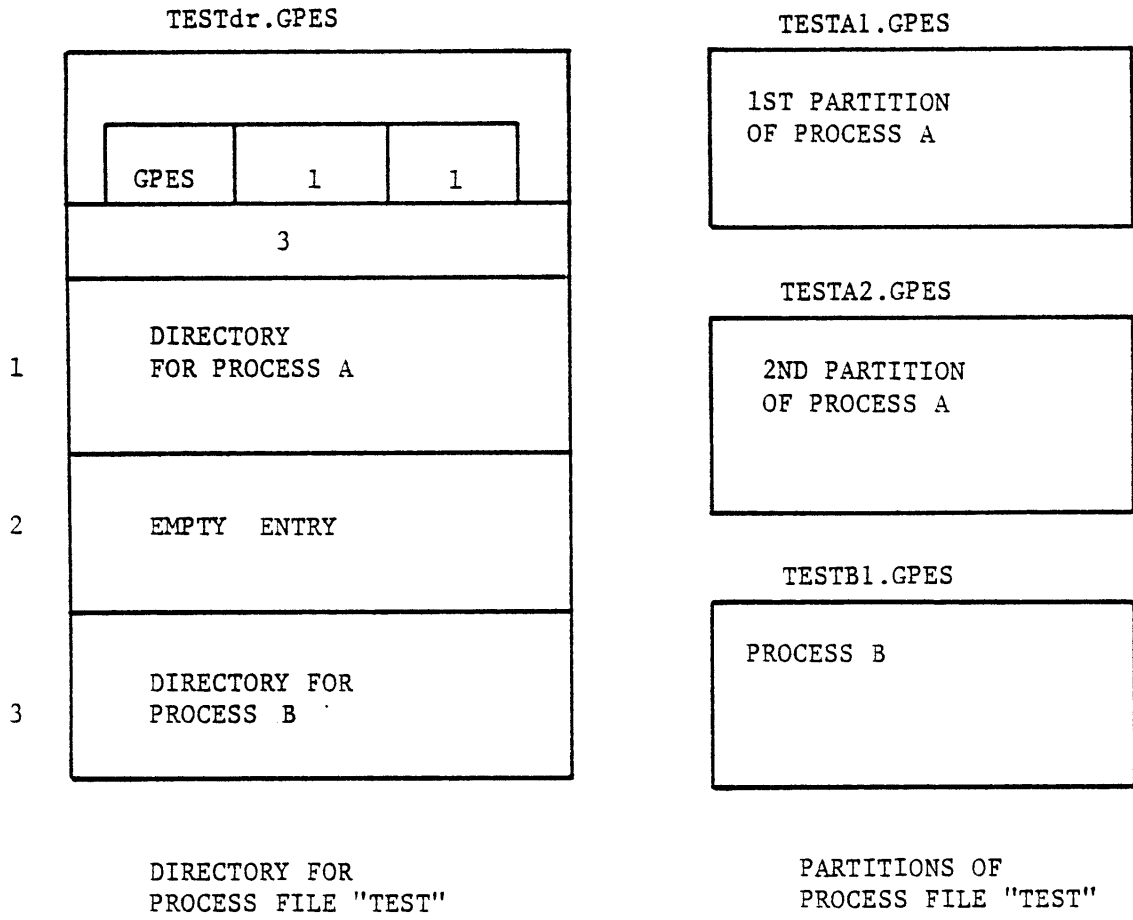 TESTdr.GPES
GPES 1 1
3
1
DIRECTORY
FOR PROCESS A
2
EMPTY ENTRY
3
DIRECTORY FOR
PROCESS B
DIRECTORY FOR
PROCESS FILE "TEST"
TESTA1.GPES
1ST PARTITION
OF PROCESS A
TESTA2.GPES
2ND PARTITION
OF PROCESS A
TESTB1.GPES
PROCESS B
PARTITIONS OF
PROCESS FILE "TEST"